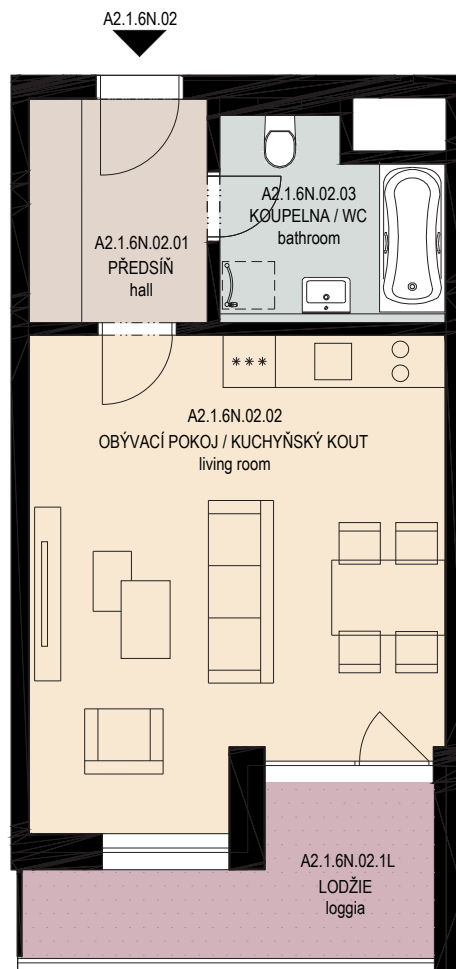 A2.1.6N.02
A2.1.6N.02.03
KOUPELNA / WC
bathroom
A2.1.6N.02.01
PŘEDSÍŇ
hall
***
A2.1.6N.02.02
OBÝVACÍ POKOJ / KUCHYŇSKÝ KOUT
living room
A2.1.6N.02.1L
LODŽIE
loggia